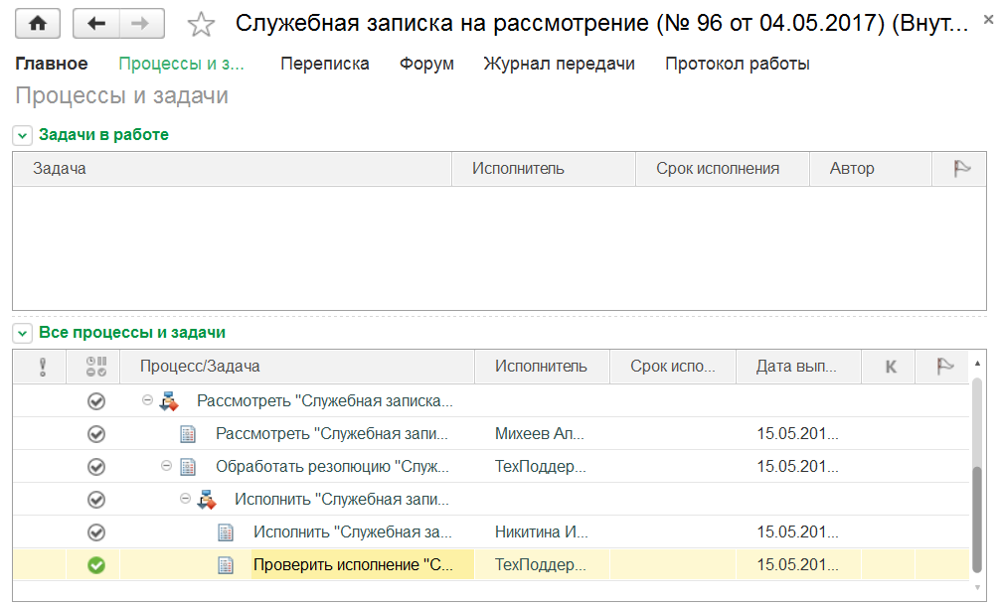 Служебная записка на рассмотрение (№ 96 от 04.05.2017) (Внут...
Главное Процессы и з... Переписка Форум Журнал передачи Протокол работы
Процессы и задачи
Задачи в работе
Задача Исполнитель Срок исполнения Автор
Все процессы и задачи
Процесс/Задача Исполнитель Срок испо... Дата вып... К
Рассмотреть "Служебная записка...
Рассмотреть "Служебная запи... Михеев Ал... 15.05.201...
Обработать резолюцию "Служ... ТехПоддер... 15.05.201...
Исполнить "Служебная запи...
Исполнить "Служебная за... Никитина И... 15.05.201...
Проверить исполнение "С... ТехПоддер... 15.05.201...